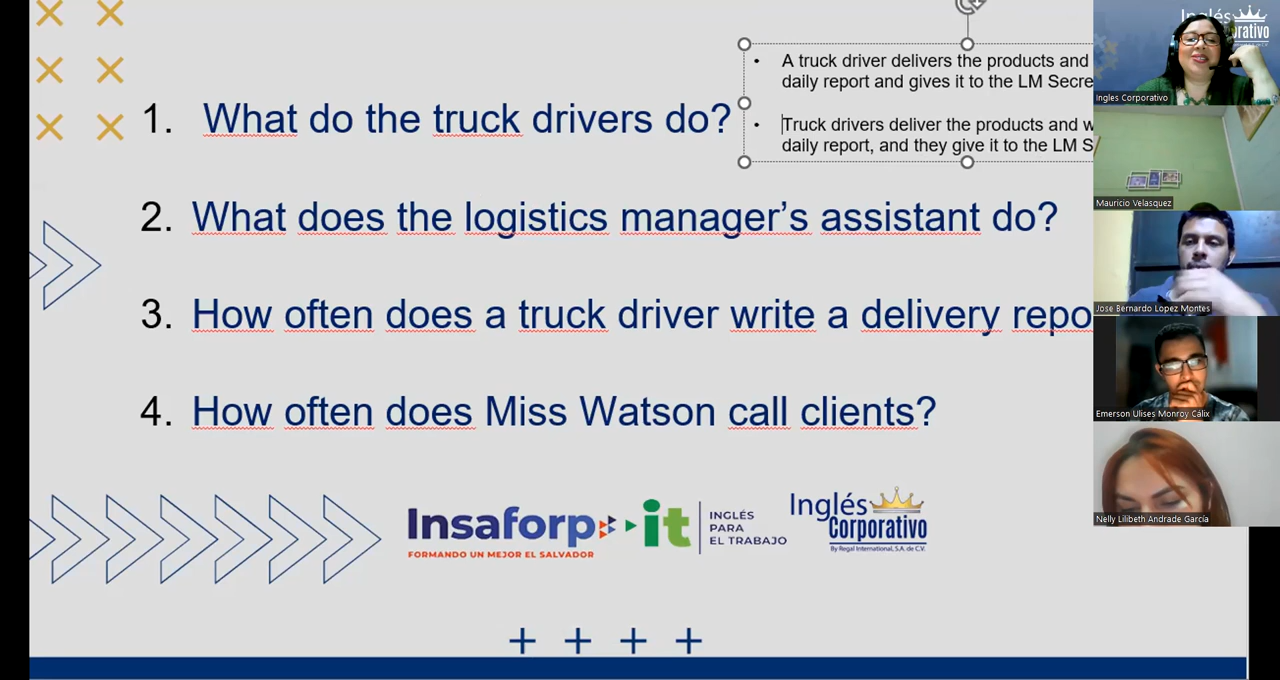 • A truck driver delivers the products and
daily report and gives it to the LM Secre
1. What do the truck drivers do?
• Truck drivers deliver the products and w
daily report, and they give it to the LM S
2. What does the logistics manager’s assistant do?
3. How often does a truck driver write a delivery repo
4. How often does Miss Watson call clients?
Insaforp
FORMANDO UN MEJOR EL SALVADOR
it
INGLÉS
PARA
EL TRABAJO
Inglés
Corporativo
By Regal International, S.A. de C.V.
Ingles Corporativo
Mauricio Velasquez
Jose Bernardo Lopez Montes
Emerson Ulises Monroy Cálix
Nelly Lilibeth Andrade García